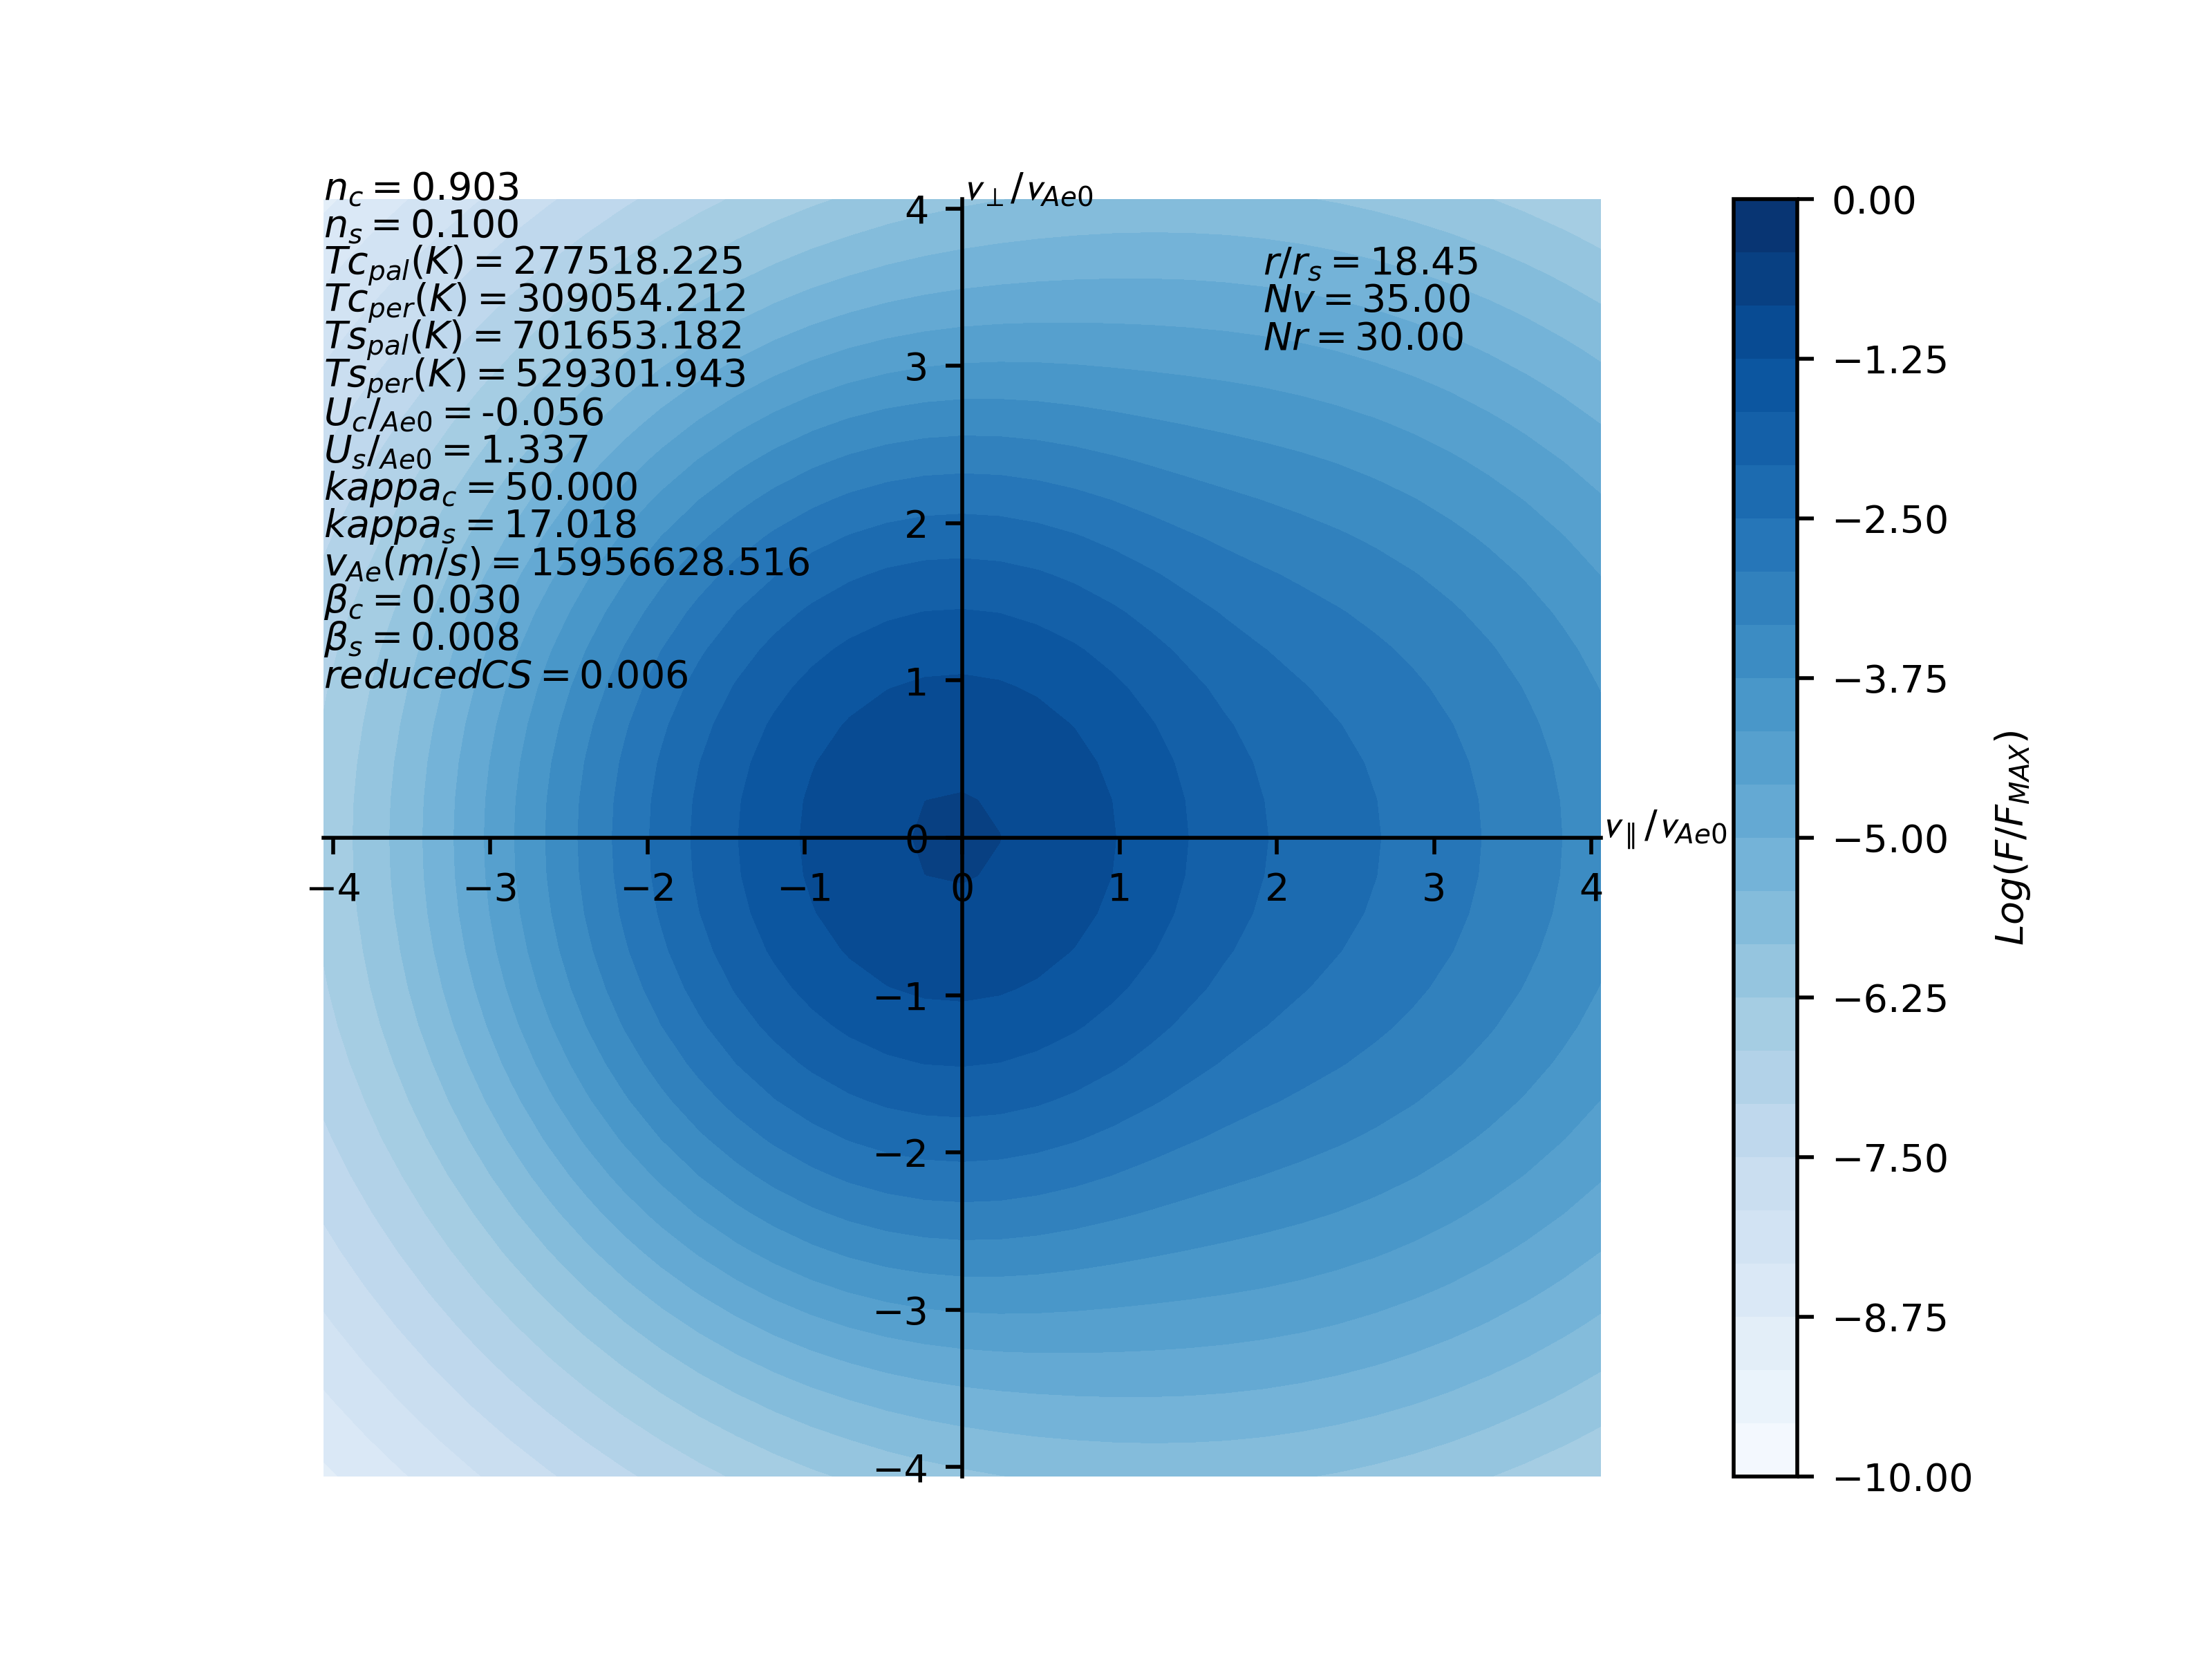 n_c = 0.903
n_s = 0.100
Tc_pal(K) = 277518.225
Tc_per(K) = 309054.212
Ts_pal(K) = 701653.182
Ts_per(K) = 529301.943
U_c/_Ae0 = -0.056
U_s/_Ae0 = 1.337
kappa_c = 50.000
kappa_s = 17.018
v_Ae(m/s) = 15956628.516
β_c = 0.030
β_s = 0.008
reducedCS = 0.006
v_⊥/v_Ae0
r/r_s = 18.45
Nv = 35.00
Nr = 30.00
4
3
2
1
0
−1
−2
−3
−4
−4 −3 −2 −1 0 1 2 3 4
v_∥/v_Ae0
0.00
−1.25
−2.50
−3.75
−5.00
−6.25
−7.50
−8.75
−10.00
Log(F/F_MAX)